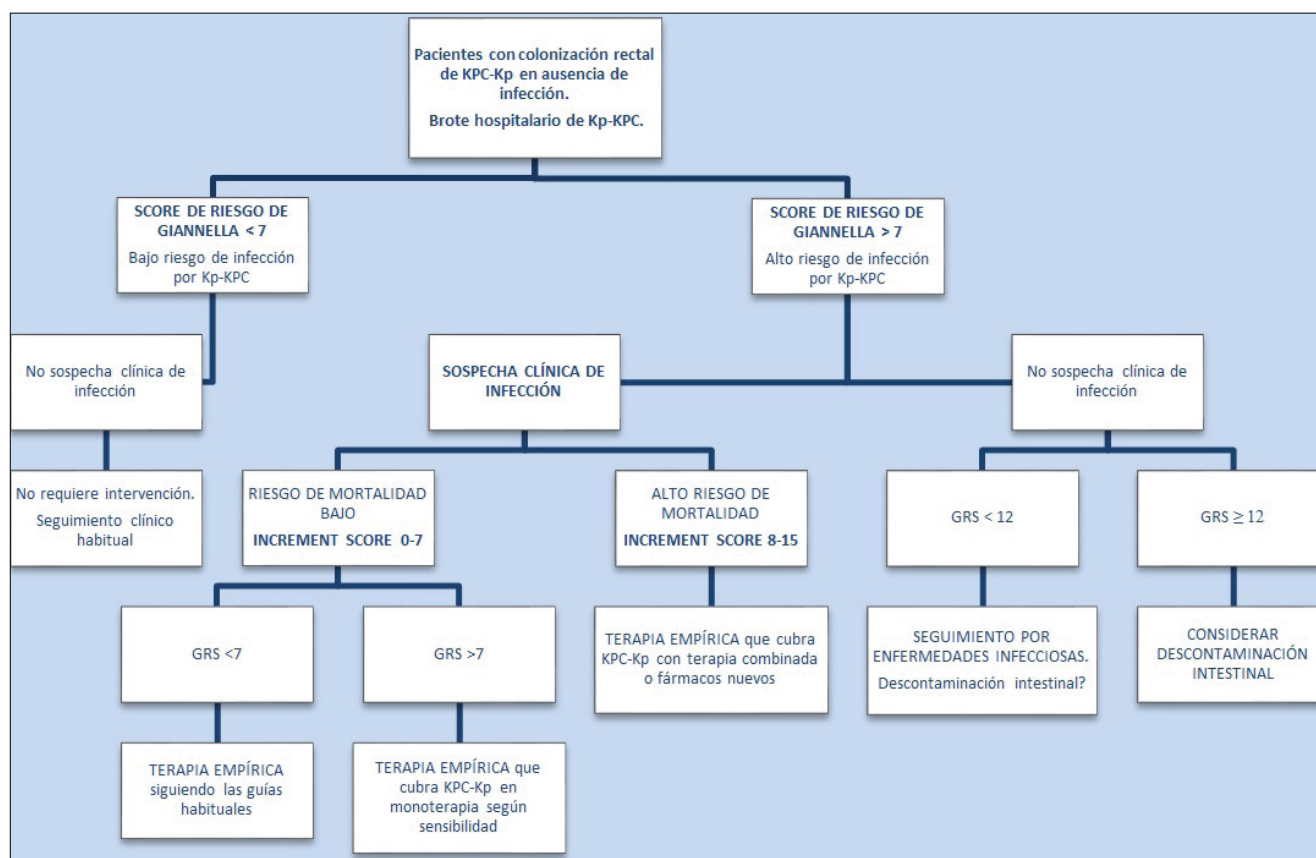 Pacientes con colonización rectal
de KPC-Kp en ausencia de
infección.
Brote hospitalario de Kp-KPC.
SCORE DE RIESGO DE
GIANNELLA < 7
Bajo riesgo de infección
por Kp-KPC
SCORE DE RIESGO DE
GIANNELLA > 7
Alto riesgo de infección
por Kp-KPC
No sospecha clínica de
infección
SOSPECHA CLÍNICA DE
INFECCIÓN
No sospecha clínica de
infección
No requiere intervención.
Seguimiento clínico
habitual
RIESGO DE MORTALIDAD
BAJO
INCREMENT SCORE 0-7
ALTO RIESGO DE
MORTALIDAD
INCREMENT SCORE 8-15
GRS < 12
GRS ≥ 12
GRS <7
GRS >7
TERAPIA EMPÍRICA que cubra
KPC-Kp con terapia combinada
o fármacos nuevos
SEGUIMIENTO POR
ENFERMEDADES INFECCIOSAS.
Descontaminación intestinal?
CONSIDERAR
DESCONTAMINACIÓN
INTESTINAL
TERAPIA EMPÍRICA
siguiendo las guías
habituales
TERAPIA EMPÍRICA que
cubra KPC-Kp en
monoterapia según
sensibilidad